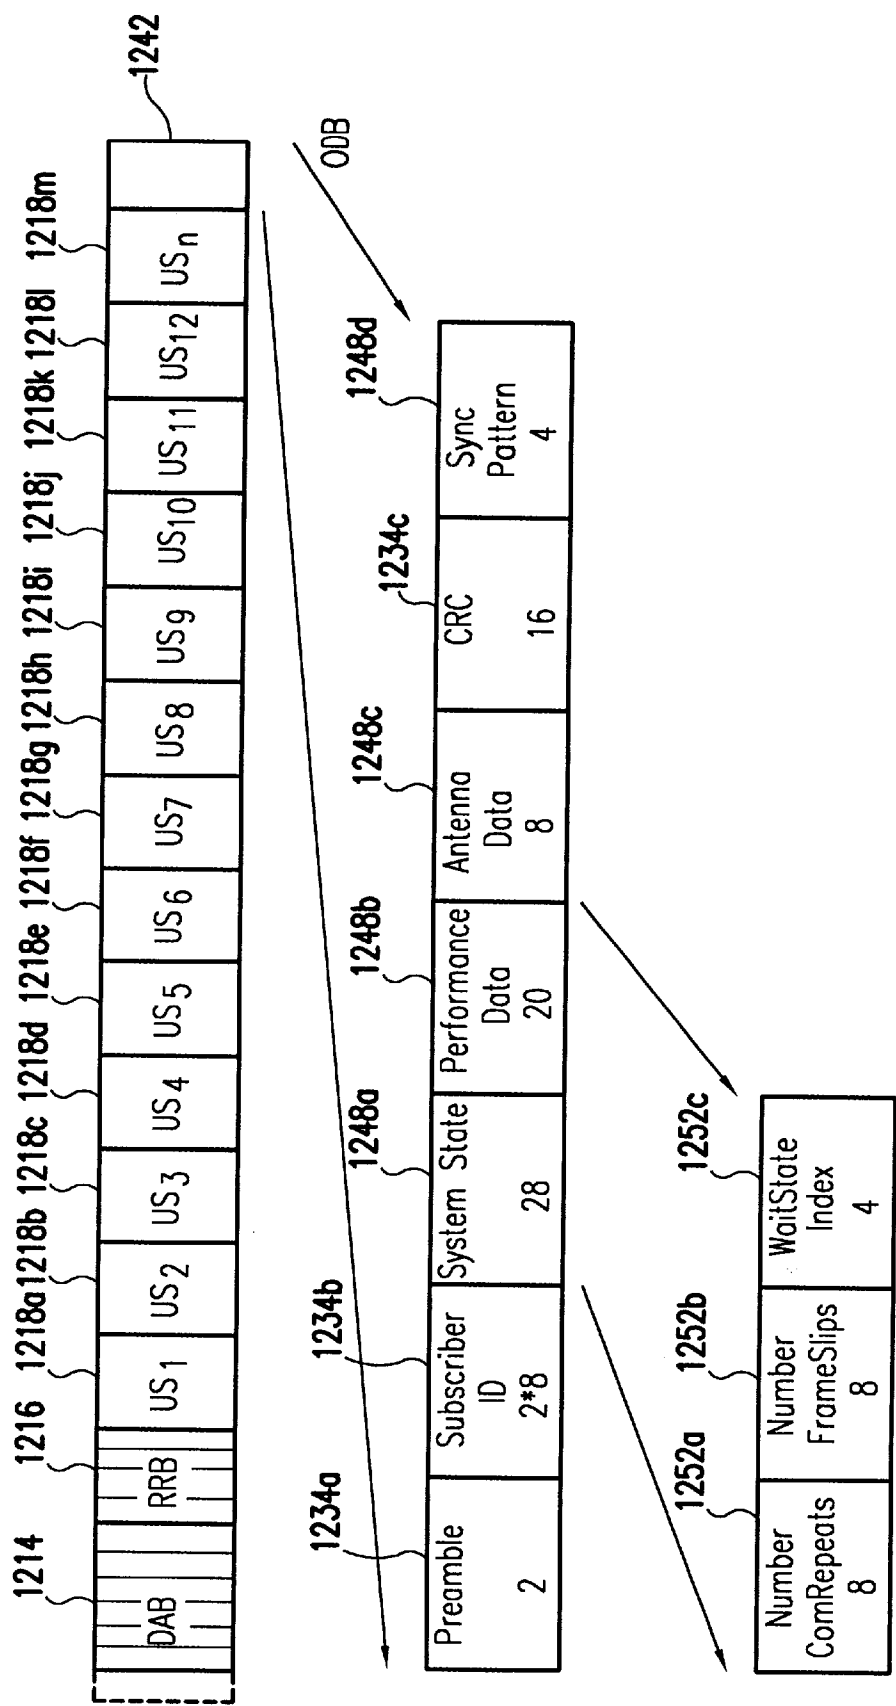 1214
1216
1218a
1218b
1218c
1218d
1218e
1218f
1218g
1218h
1218i
1218j
1218k
1218l
1218m
1242
DAB
RRB
US1
US2
US3
US4
US5
US6
US7
US8
US9
US10
US11
US12
USn
ODB
1234a
1234b
1248a
1248b
1248c
1234c
1248d
Preamble
2
Subscriber
ID
2*8
System State
28
Performance
Data
20
Antenna
Data
8
CRC
16
Sync
Pattern
4
1252a
1252b
1252c
Number
ComRepeats
8
Number
FrameSlips
8
WaitState
Index
4